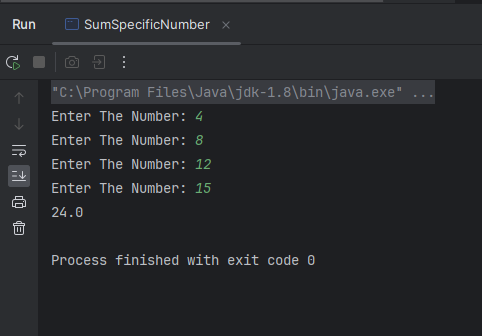 Run SumSpecificNumber
"C:\Program Files\Java\jdk-1.8\bin\java.exe" ...
Enter The Number: 4
Enter The Number: 8
Enter The Number: 12
Enter The Number: 15
24.0
Process finished with exit code 0